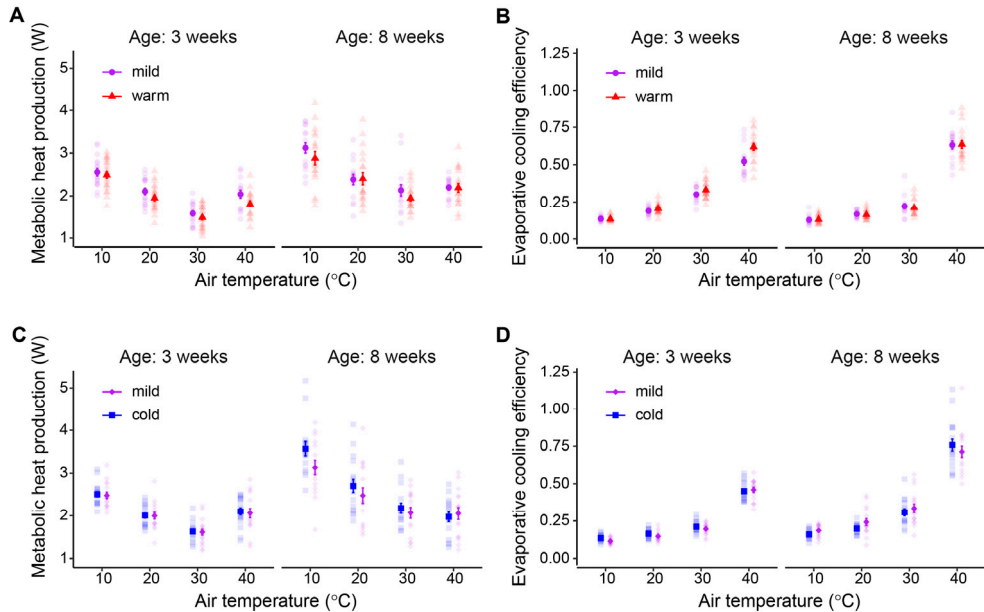 A
Age: 3 weeks
Age: 8 weeks
Metabolic heat production (W)
5
4
3
2
1
mild
warm
10
20
30
40
10
20
30
40
Air temperature (°C)
B
Age: 3 weeks
Age: 8 weeks
Evaporative cooling efficiency
1.25
1.00
0.75
0.50
0.25
0.00
mild
warm
10
20
30
40
10
20
30
40
Air temperature (°C)
C
Age: 3 weeks
Age: 8 weeks
Metabolic heat production (W)
5
4
3
2
1
mild
cold
10
20
30
40
10
20
30
40
Air temperature (°C)
D
Age: 3 weeks
Age: 8 weeks
Evaporative cooling efficiency
1.25
1.00
0.75
0.50
0.25
0.00
mild
cold
10
20
30
40
10
20
30
40
Air temperature (°C)